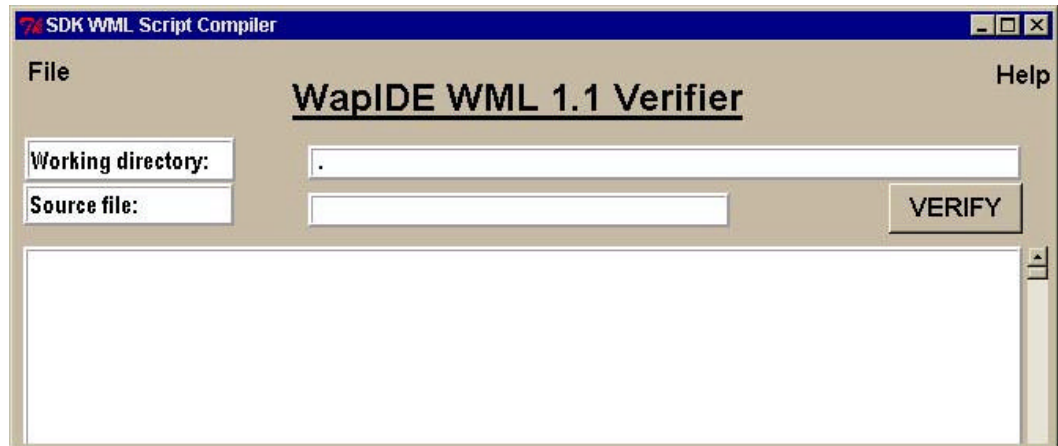 SDK WML Script Compiler
File
Help
WapIDE WML 1.1 Verifier
Working directory:
.
Source file:
VERIFY